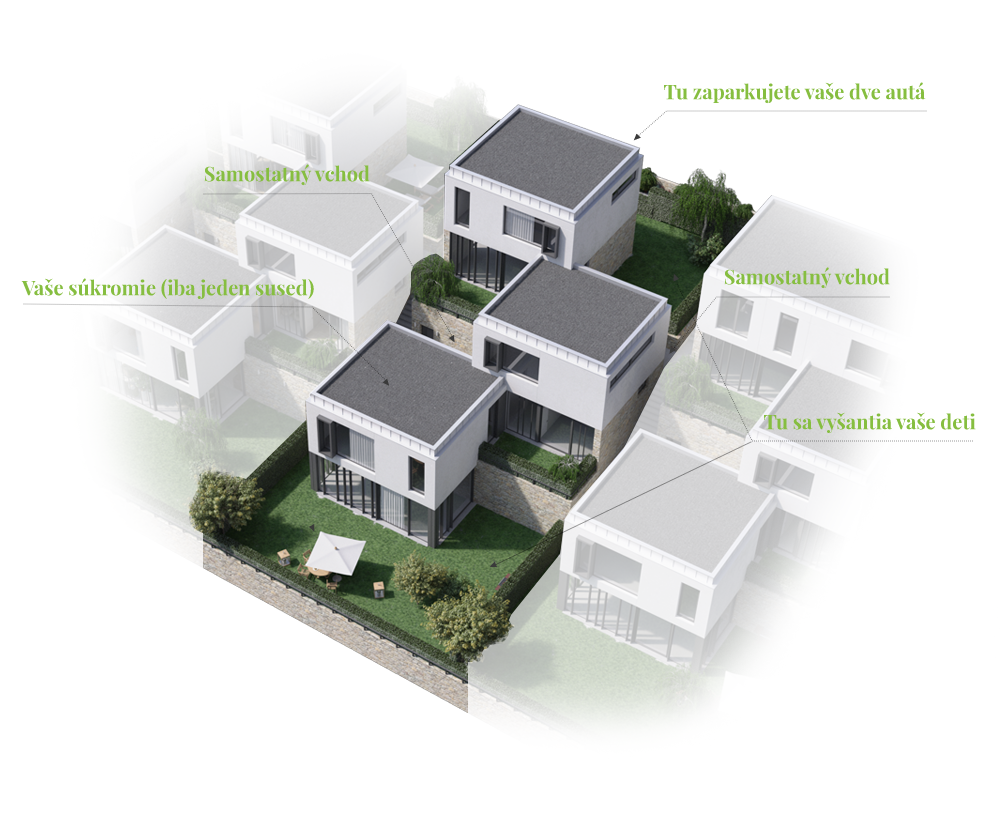 Tu zaparkujete vaše dve autá
Samostatný vchod
Vaše súkromie (iba jeden sused)
Samostatný vchod
Tu sa vyšantia vaše deti